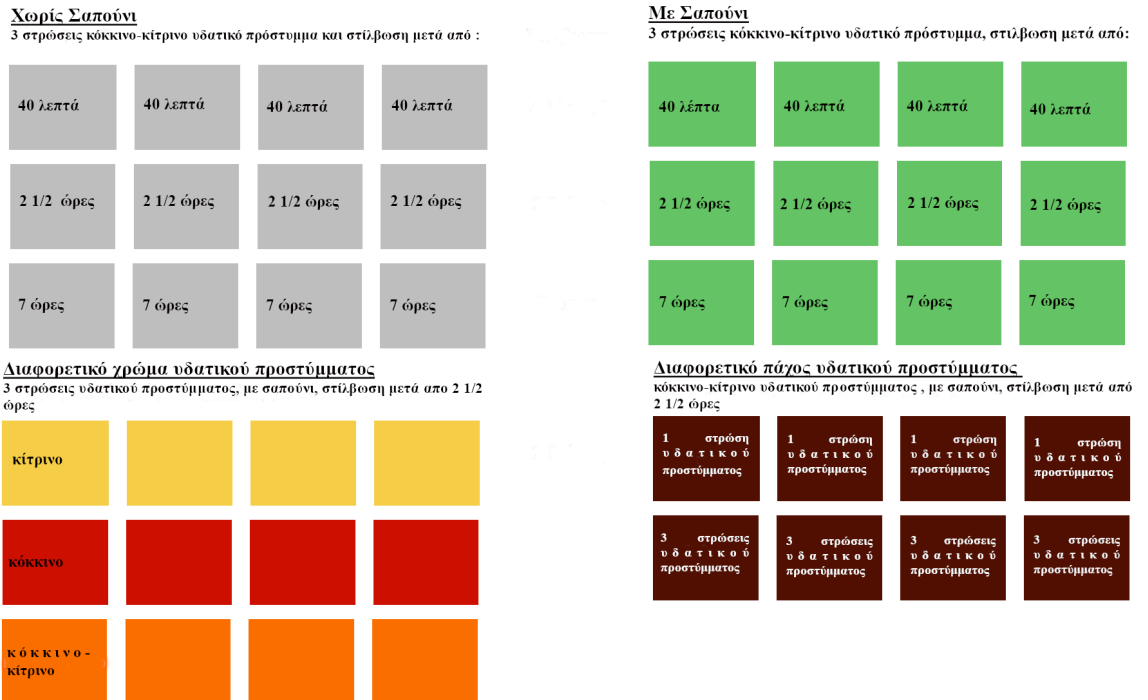 Χωρίς Σαπούνι
3 στρώσεις κόκκινο-κίτρινο υδατικό πρόστυμμα και στίλβωση μετά από :
40 λεπτά
40 λεπτά
40 λεπτά
40 λεπτά
2 1/2 ώρες
2 1/2 ώρες
2 1/2 ώρες
2 1/2 ώρες
7 ώρες
7 ώρες
7 ώρες
7 ώρες
Με Σαπούνι
3 στρώσεις κόκκινο-κίτρινο υδατικό πρόστυμμα, στιλβωση μετά από:
40 λέπτα
40 λεπτά
40 λεπτά
40 λεπτά
2 1/2 ώρες
2 1/2 ώρες
2 1/2 ώρες
2 1/2 ώρες
7 ώρες
7 ώρες
7 ώρες
7 ώρες
Διαφορετικό χρώμα υδατικού προστύμματος
3 στρώσεις υδατικού προστύμματος, με σαπούνι, στίλβωση μετά απο 2 1/2
ώρες
κίτρινο
κόκκινο
κόκκινο-
κίτρινο
Διαφορετικό πάχος υδατικού προστύμματος
κόκκινο-κίτρινο υδατικού προστύμματος , με σαπούνι, στίλβωση μετά από
2 1/2 ώρες
1 στρώση
υδατικού
προστύμματος
1 στρώση
υδατικού
προστύμματος
1 στρώση
υδατικού
προστύμματος
1 στρώση
υδατικού
προστύμματος
3 στρώσεις
υδατικού
προστύμματος
3 στρώσεις
υδατικού
προστύμματος
3 στρώσεις
υδατικού
προστύμματος
3 στρώσεις
υδατικού
προστύμματος